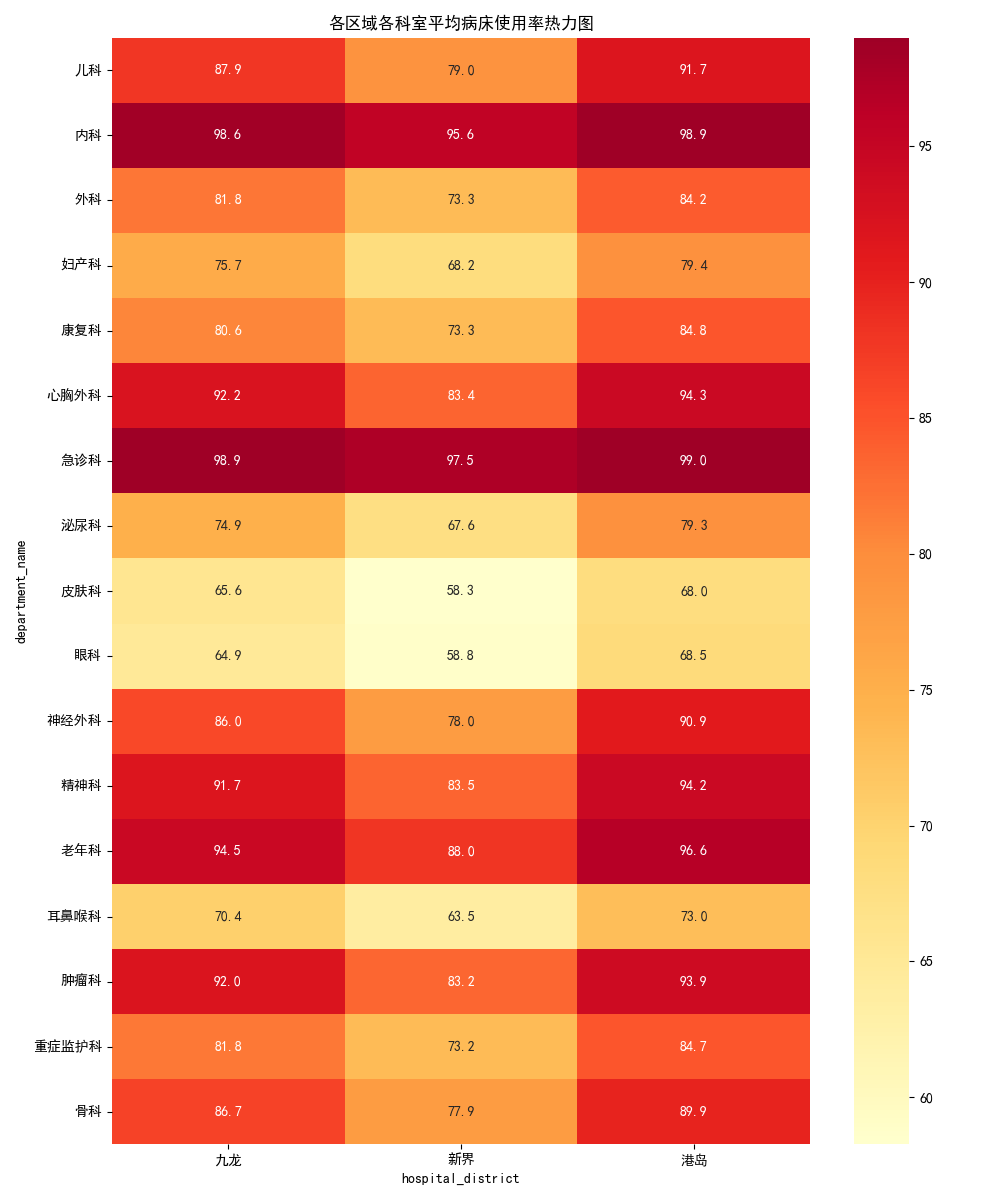 各区域各科室平均病床使用率热力图
儿科 87.9 79.0 91.7
内科 98.6 95.6 98.9
外科 81.8 73.3 84.2
妇产科 75.7 68.2 79.4
康复科 80.6 73.3 84.8
心胸外科 92.2 83.4 94.3
急诊科 98.9 97.5 99.0
泌尿科 74.9 67.6 79.3
皮肤科 65.6 58.3 68.0
眼科 64.9 58.8 68.5
神经外科 86.0 78.0 90.9
精神科 91.7 83.5 94.2
老年科 94.5 88.0 96.6
耳鼻喉科 70.4 63.5 73.0
肿瘤科 92.0 83.2 93.9
重症监护科 81.8 73.2 84.7
骨科 86.7 77.9 89.9
九龙 新界 港岛
hospital_district
department_name
95
90
85
80
75
70
65
60